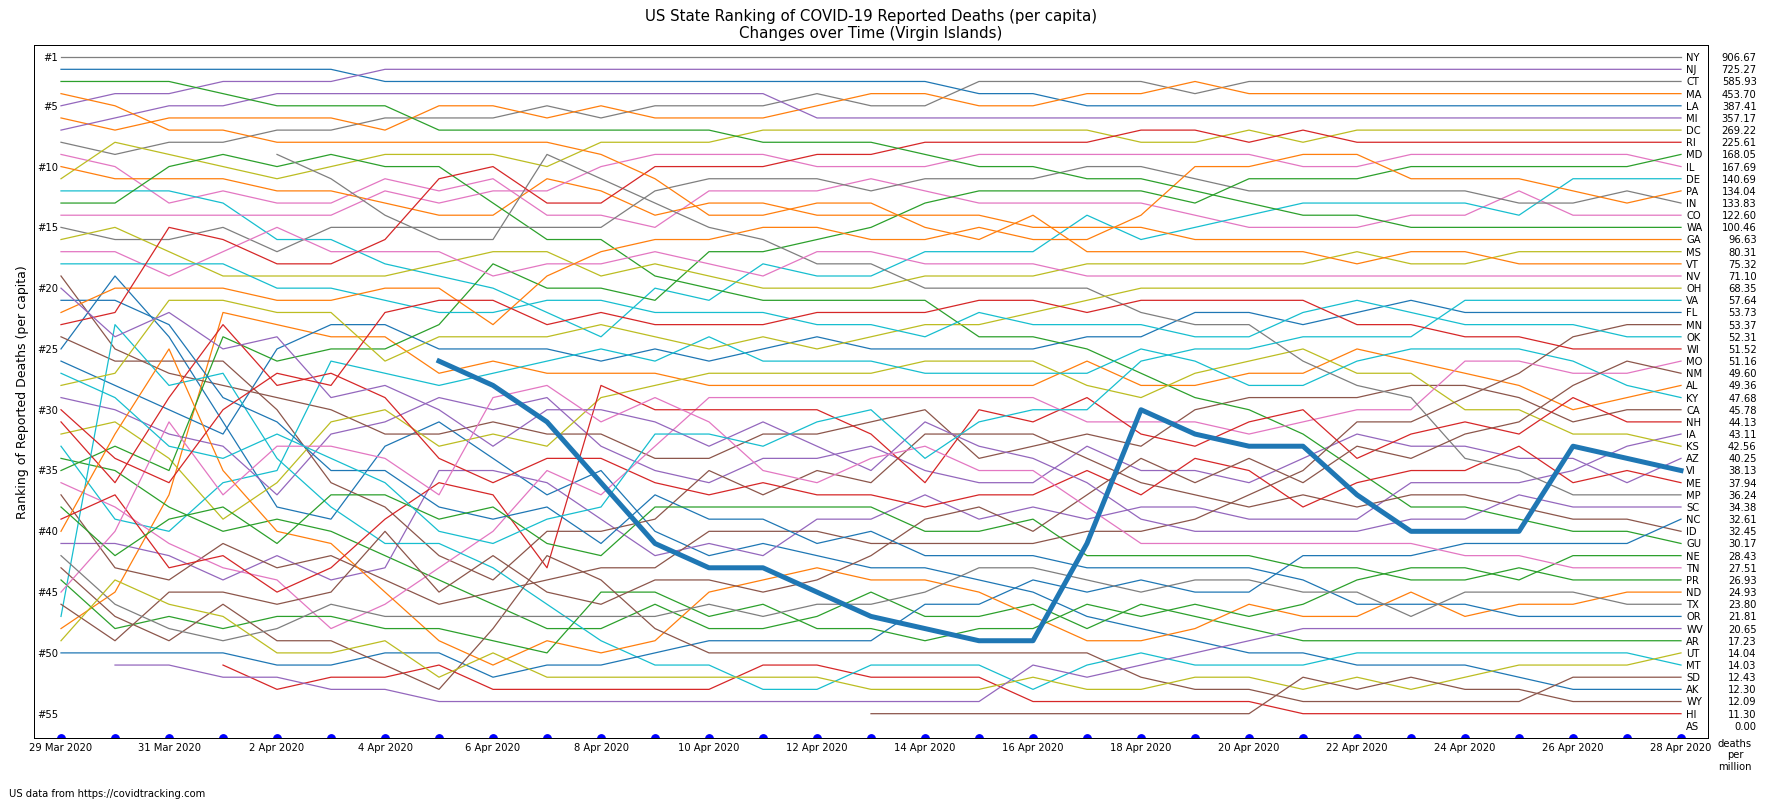 US State Ranking of COVID-19 Reported Deaths (per capita)
Changes over Time (Virgin Islands)
Ranking of Reported Deaths (per capita)
#1
#5
#10
#15
#20
#25
#30
#35
#40
#45
#50
#55
NY 906.67
NJ 725.27
CT 585.93
MA 453.70
LA 387.41
MI 357.17
DC 269.22
RI 225.61
MD 168.05
IL 167.69
DE 140.69
PA 134.04
IN 133.83
CO 122.60
WA 100.46
GA 96.63
MS 80.31
VT 75.32
NV 71.10
OH 68.35
VA 57.64
FL 53.73
MN 53.37
OK 52.31
WI 51.52
MO 51.16
NM 49.60
AL 49.36
KY 47.68
CA 45.78
NH 44.13
IA 43.11
KS 42.56
AZ 40.25
VI 38.13
ME 37.94
MP 36.24
SC 34.38
NC 32.61
ID 32.45
GU 30.17
NE 28.43
TN 27.51
PR 26.93
ND 24.93
TX 23.80
OR 21.81
WV 20.65
AR 17.23
UT 14.04
MT 14.03
SD 12.43
AK 12.30
WY 12.09
HI 11.30
AS 0.00
29 Mar 2020 31 Mar 2020 2 Apr 2020 4 Apr 2020 6 Apr 2020 8 Apr 2020 10 Apr 2020 12 Apr 2020 14 Apr 2020 16 Apr 2020 18 Apr 2020 20 Apr 2020 22 Apr 2020 24 Apr 2020 26 Apr 2020 28 Apr 2020
deaths
per
million
US data from https://covidtracking.com